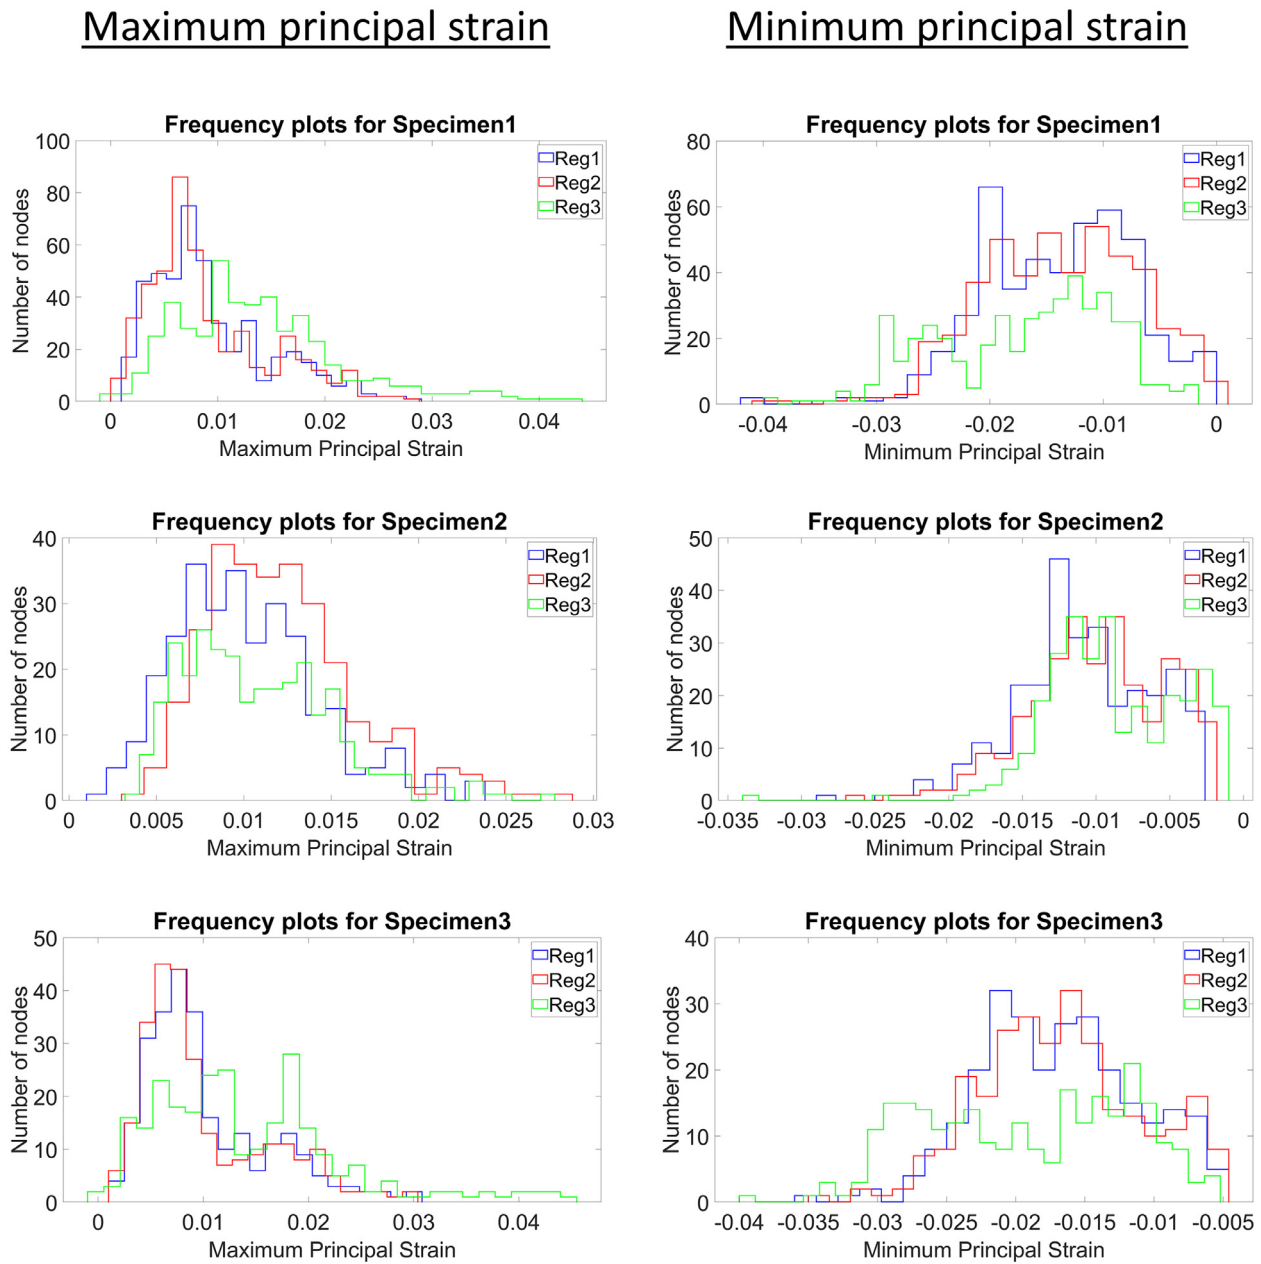 Maximum principal strain
Minimum principal strain
Frequency plots for Specimen1
100
80
60
40
20
0
Number of nodes
Reg1
Reg2
Reg3
0 0.01 0.02 0.03 0.04
Maximum Principal Strain
Frequency plots for Specimen1
80
60
40
20
0
Number of nodes
Reg1
Reg2
Reg3
-0.04 -0.03 -0.02 -0.01 0
Minimum Principal Strain
Frequency plots for Specimen2
40
30
20
10
0
Number of nodes
Reg1
Reg2
Reg3
0 0.005 0.01 0.015 0.02 0.025 0.03
Maximum Principal Strain
Frequency plots for Specimen2
50
40
30
20
10
0
Number of nodes
Reg1
Reg2
Reg3
-0.035 -0.03 -0.025 -0.02 -0.015 -0.01 -0.005 0
Minimum Principal Strain
Frequency plots for Specimen3
50
40
30
20
10
0
Number of nodes
Reg1
Reg2
Reg3
0 0.01 0.02 0.03 0.04
Maximum Principal Strain
Frequency plots for Specimen3
40
30
20
10
0
Number of nodes
Reg1
Reg2
Reg3
-0.04 -0.035 -0.03 -0.025 -0.02 -0.015 -0.01 -0.005
Minimum Principal Strain